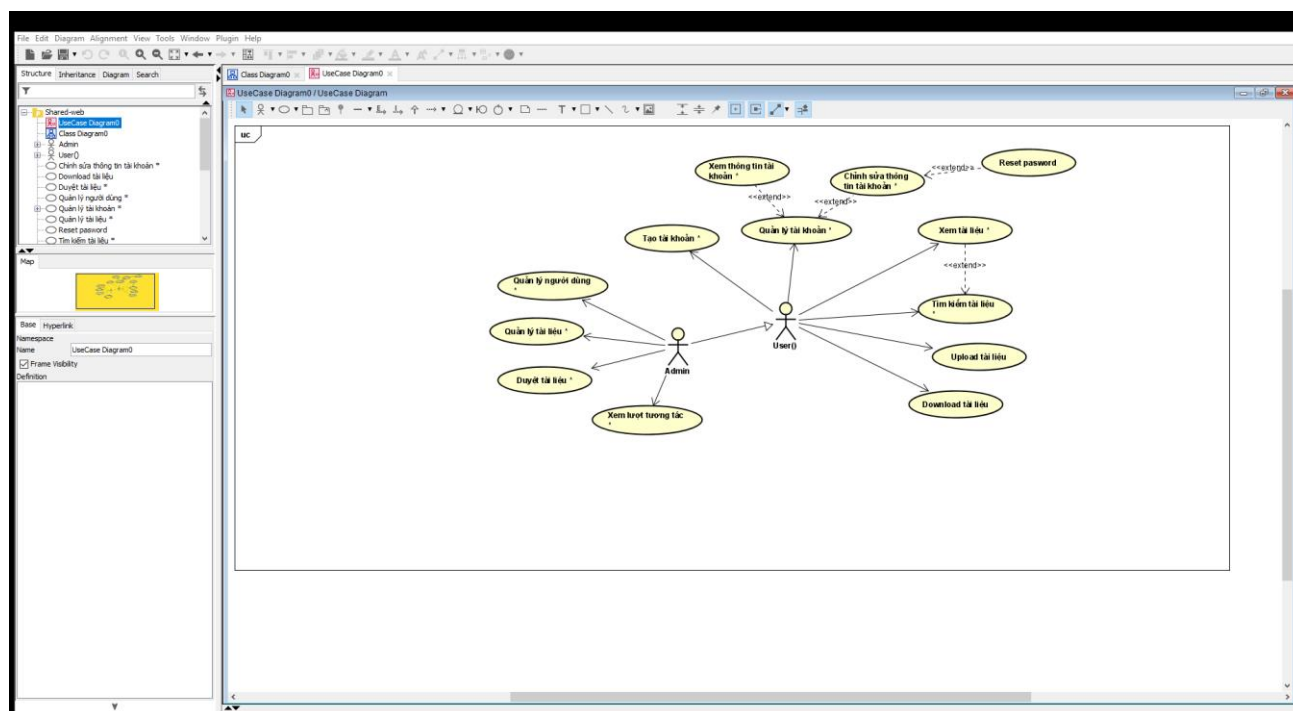 File Edit Diagram Alignment View Tools Window Plugin Help
Structure Inheritance Diagram Search
Class Diagram0
UseCase Diagram0
UseCase Diagram0 / UseCase Diagram
Shared-web
UseCase Diagram0
Class Diagram0
Admin
User()
Chỉnh sửa thông tin tài khoản *
Download tài liệu
Duyệt tài liệu *
Quản lý người dùng *
Quản lý tài khoản *
Quản lý tài liệu *
Reset pasword
Tìm kiếm tài liệu *
Map
Base Hyperlink
Namespace
Name UseCase Diagram0
Frame Visibility
Definition
uc
Xem thông tin tài
khoản *
Chỉnh sửa thông
tin tài khoản *
<<extend>>
Reset pasword
<<extend>>
<<extend>>
Tạo tài khoản *
Quản lý tài khoản *
Xem tài liệu *
<<extend>>
Quản lý người dùng
*
Tìm kiếm tài liệu
*
Quản lý tài liệu *
User()
Upload tài liệu
Admin
Duyệt tài liệu *
Download tài liệu
Xem lượt tương tác
*